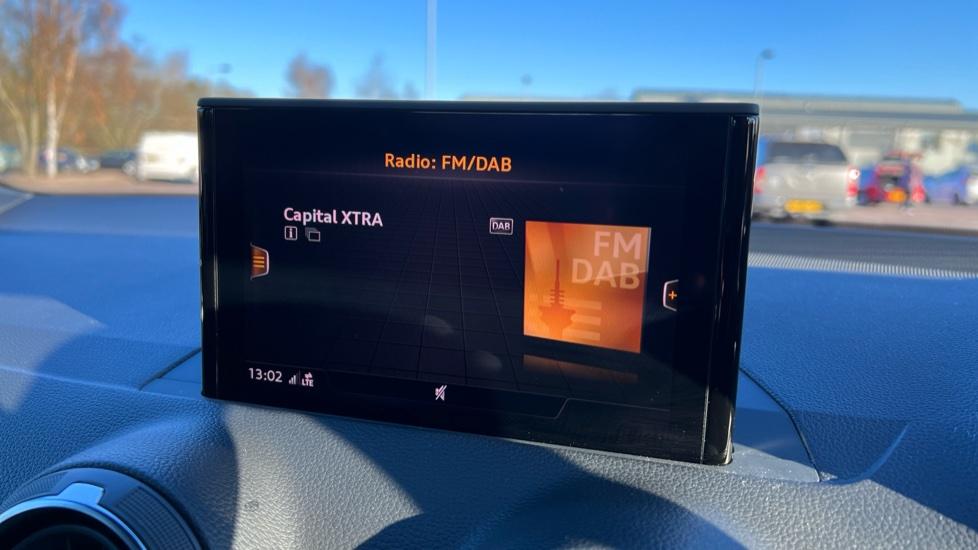 Radio: FM/DAB
Capital XTRA
DAB
FM
DAB
13:02
LTE